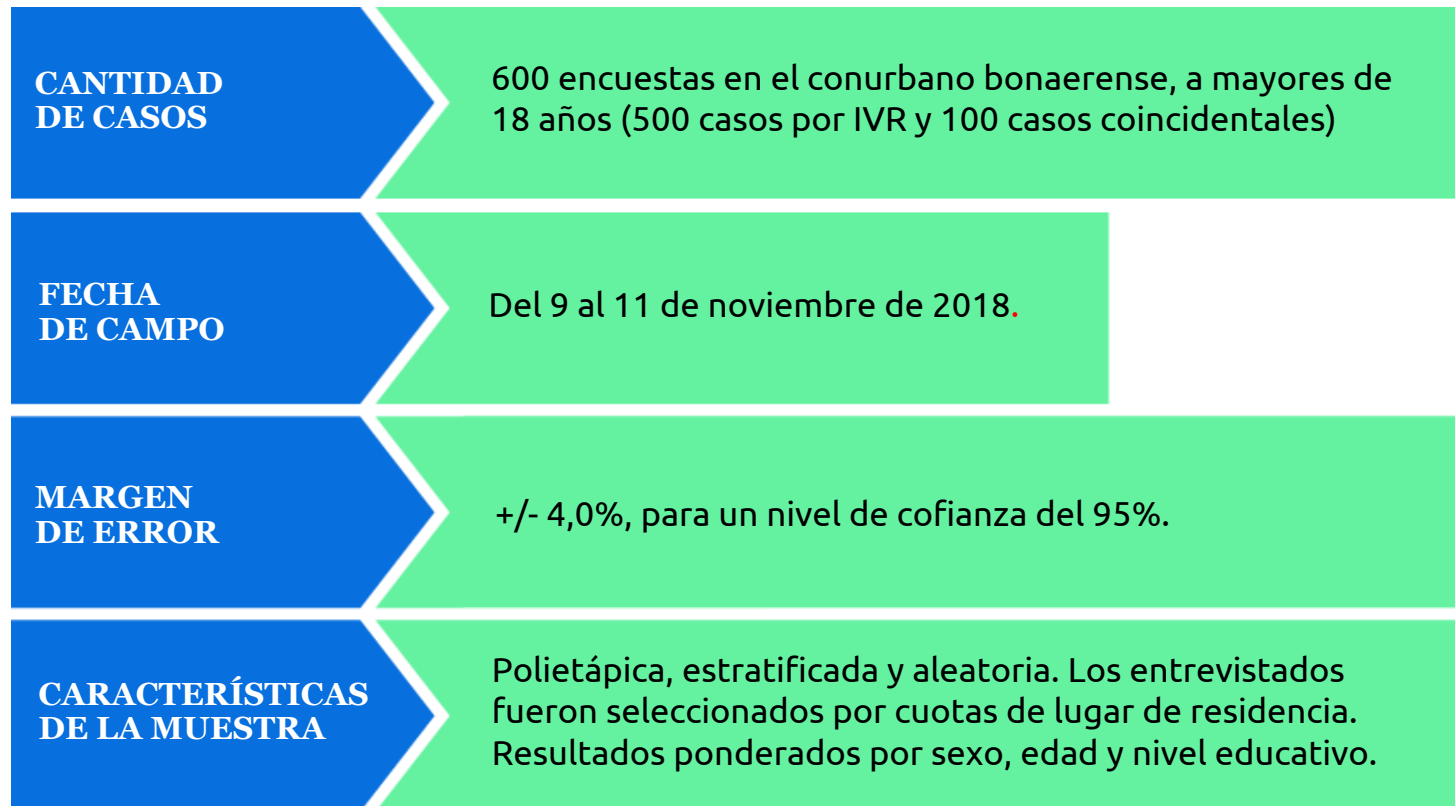 CANTIDAD
DE CASOS
600 encuestas en el conurbano bonaerense, a mayores de
18 años (500 casos por IVR y 100 casos coincidentales)
FECHA
DE CAMPO
Del 9 al 11 de noviembre de 2018.
MARGEN
DE ERROR
+/- 4,0%, para un nivel de cofianza del 95%.
CARACTERÍSTICAS
DE LA MUESTRA
Polietápica, estratificada y aleatoria. Los entrevistados
fueron seleccionados por cuotas de lugar de residencia.
Resultados ponderados por sexo, edad y nivel educativo.